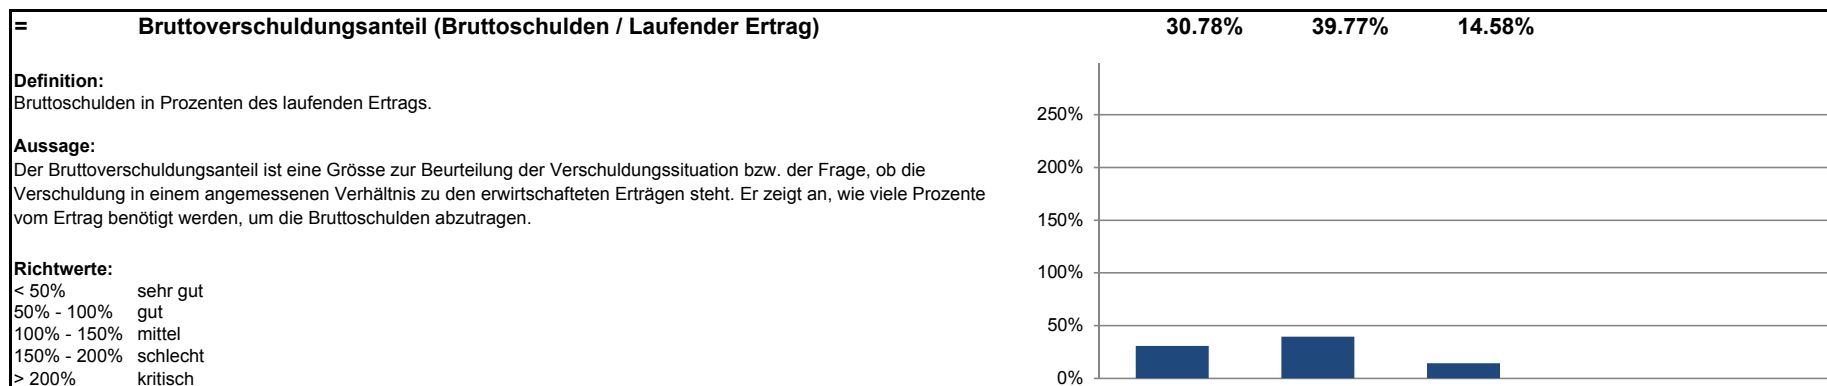 = Bruttoverschuldungsanteil (Bruttoschulden / Laufender Ertrag) 30.78% 39.77% 14.58%
Definition:
Bruttoschulden in Prozenten des laufenden Ertrags.
Aussage:
Der Bruttoverschuldungsanteil ist eine Grösse zur Beurteilung der Verschuldungssituation bzw. der Frage, ob die
Verschuldung in einem angemessenen Verhältnis zu den erwirtschafteten Erträgen steht. Er zeigt an, wie viele Prozente
vom Ertrag benötigt werden, um die Bruttoschulden abzutragen.
Richtwerte:
< 50% sehr gut
50% - 100% gut
100% - 150% mittel
150% - 200% schlecht
> 200% kritisch
250%
200%
150%
100%
50%
0%